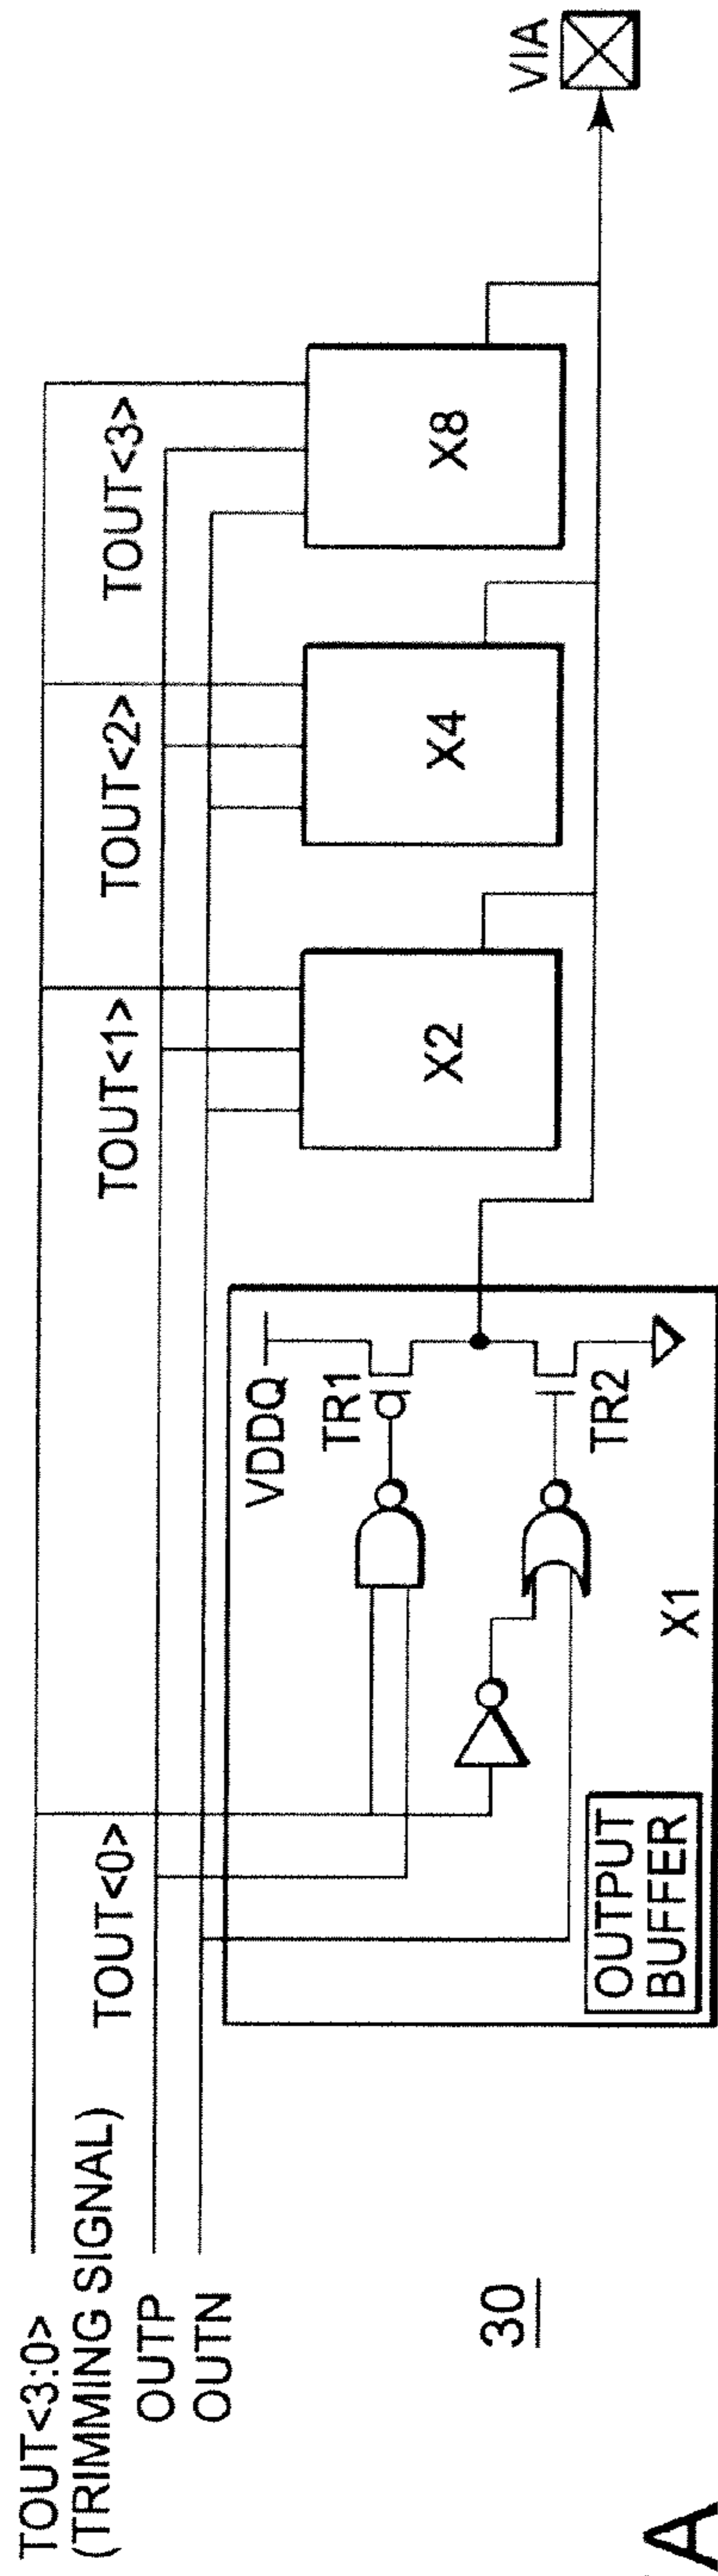 TOUT<3:0>
(TRIMMING SIGNAL)
OUTP
OUTN
TOUT<0>
TOUT<1>
TOUT<2>
TOUT<3>
VDDQ
TR1
TR2
X1
OUTPUT
BUFFER
X2
X4
X8
VIA
30
A